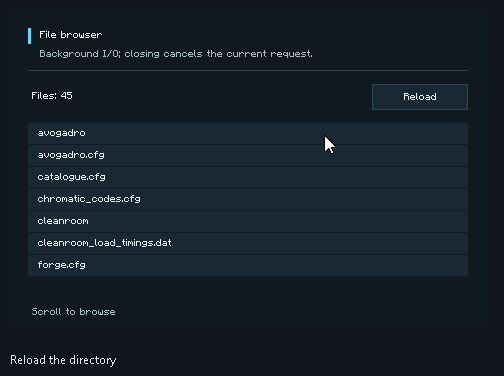 File browser
Background I/O; closing cancels the current request.
Files: 45
Reload
avogadro
avogadro.cfg
catalogue.cfg
chromatic_codes.cfg
cleanroom
cleanroom_load_timings.dat
forge.cfg
Scroll to browse
Reload the directory